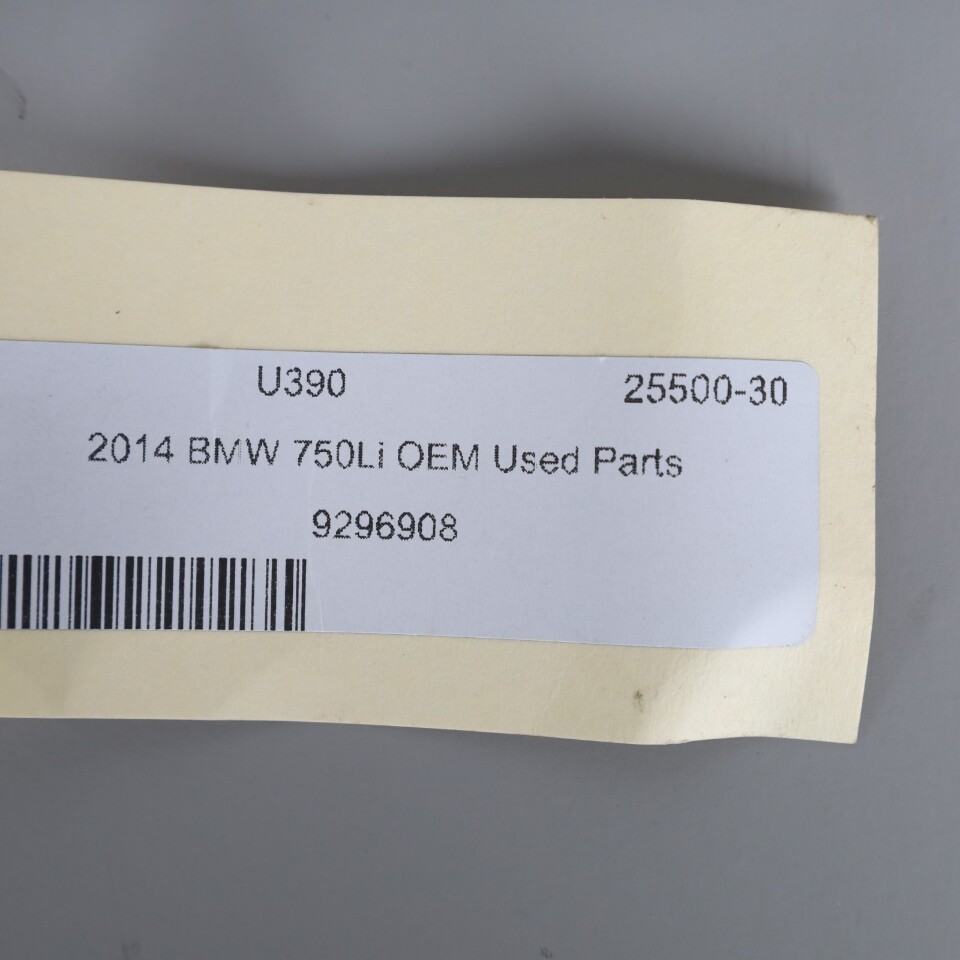 U390 25500-30
2014 BMW 750Li OEM Used Parts
9296908